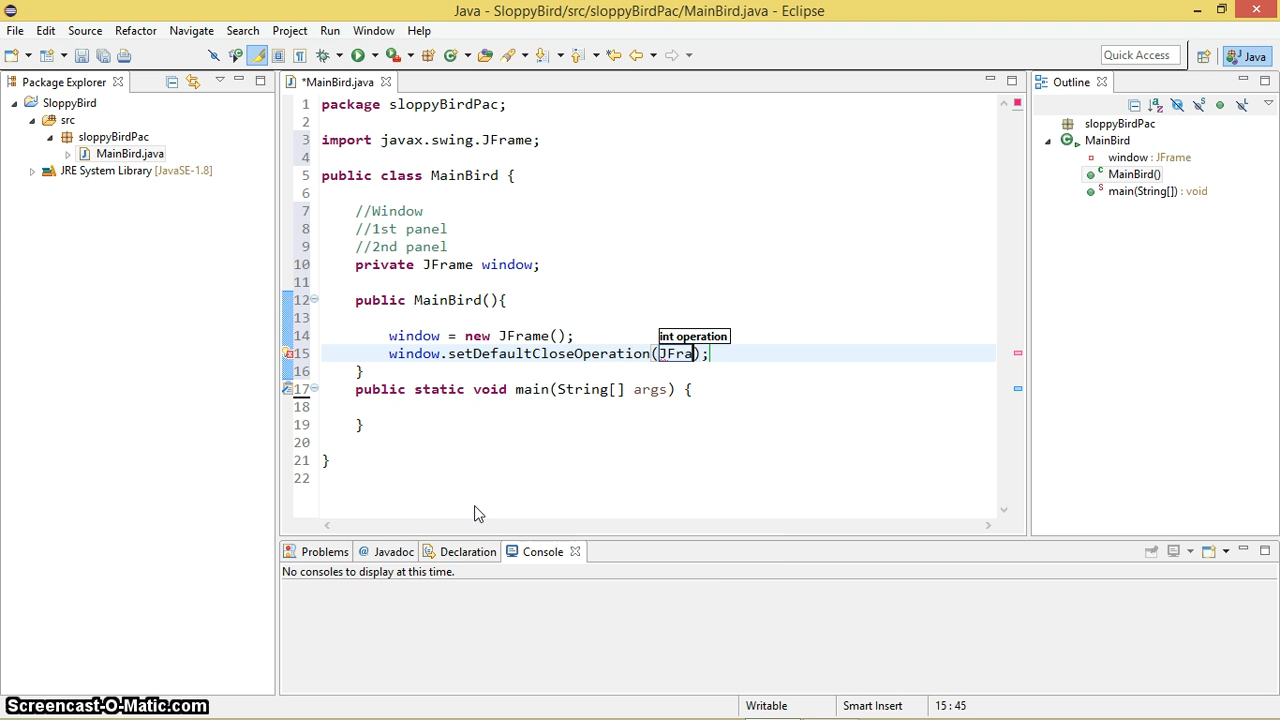 Java - SloppyBird/src/sloppyBirdPac/MainBird.java - Eclipse
File Edit Source Refactor Navigate Search Project Run Window Help
Quick Access
Java
Package Explorer
*MainBird.java
Outline
SloppyBird
src
sloppyBirdPac
MainBird.java
JRE System Library [JavaSE-1.8]
1 package sloppyBirdPac;
2
3 import javax.swing.JFrame;
4
5 public class MainBird {
6
7 //Window
8 //1st panel
9 //2nd panel
10 private JFrame window;
11
12 public MainBird(){
13
14 window = new JFrame();
int operation
15 window.setDefaultCloseOperation(JFra);
16 }
17 public static void main(String[] args) {
18
19 }
20
21 }
22
sloppyBirdPac
MainBird
window : JFrame
MainBird()
main(String[]) : void
Problems @ Javadoc Declaration Console
No consoles to display at this time.
Screencast-O-Matic.com
Writable Smart Insert 15 : 45